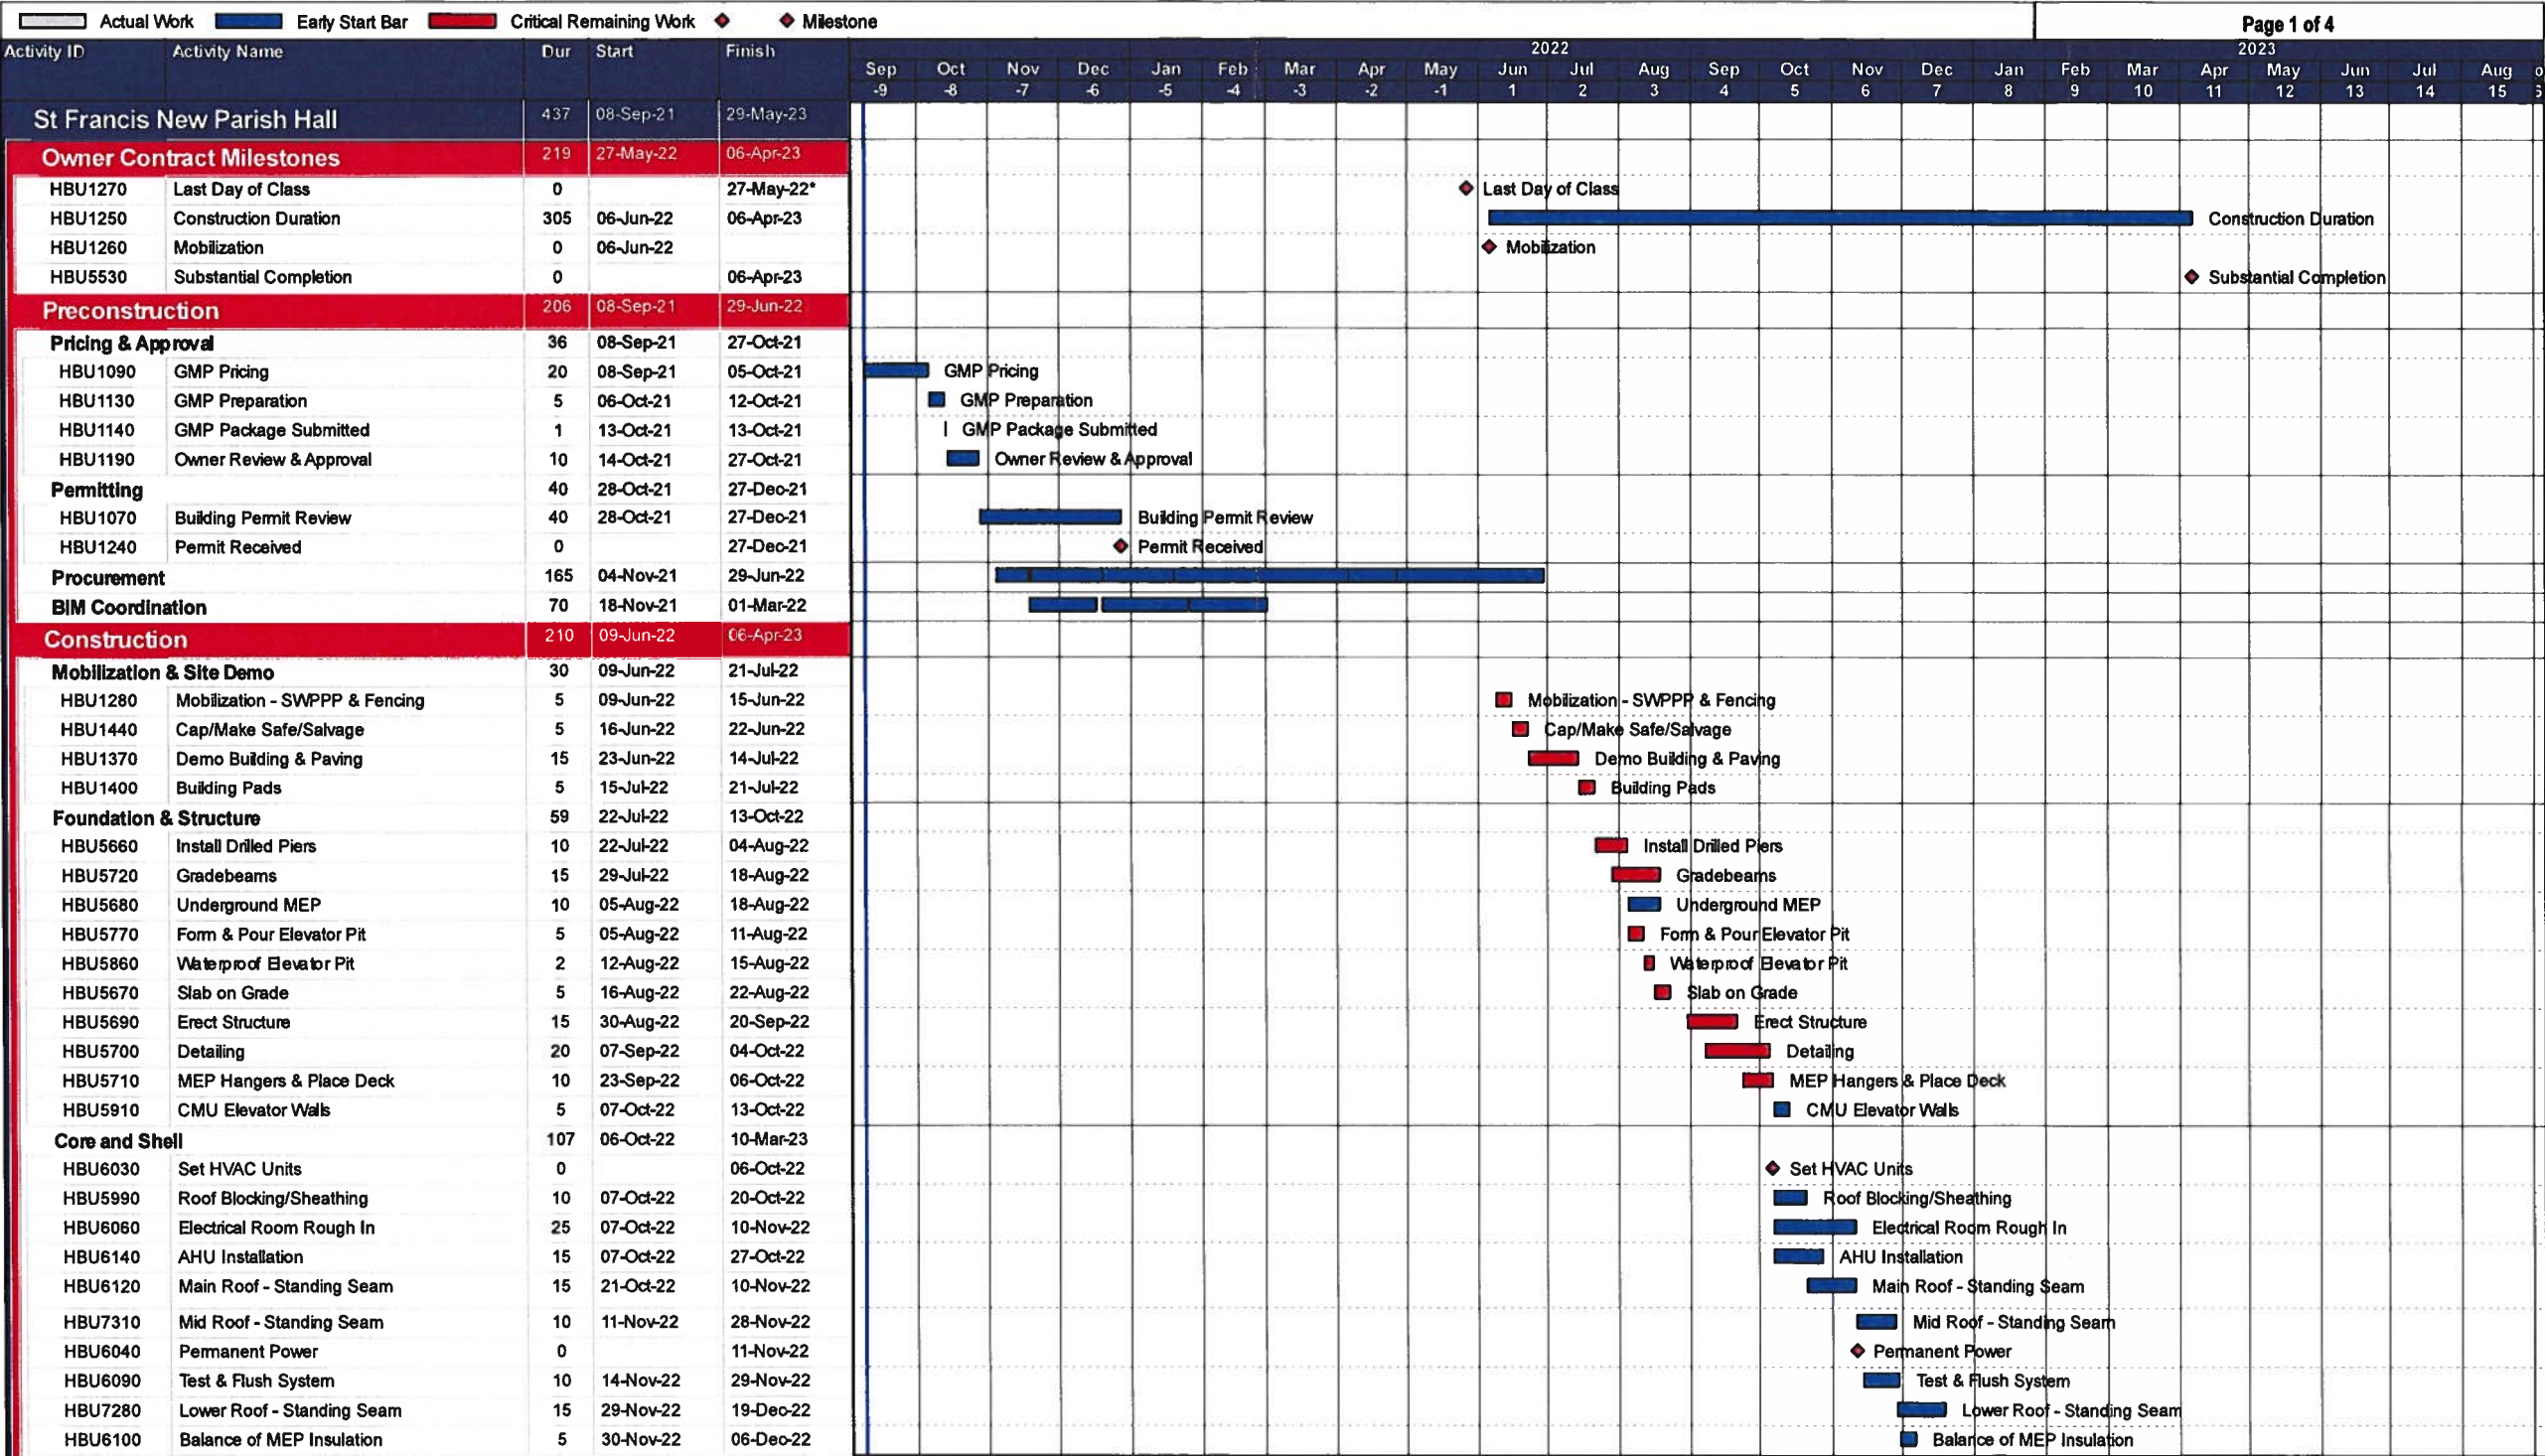 Actual Work Early Start Bar Critical Remaining Work Milestone Page 1 of 4
Activity ID Activity Name Dur Start Finish 2022 2023
Sep Oct Nov Dec Jan Feb Mar Apr May Jun Jul Aug Sep Oct Nov Dec Jan Feb Mar Apr May Jun Jul Aug
-9 -8 -7 -6 -5 -4 -3 -2 -1 1 2 3 4 5 6 7 8 9 10 11 12 13 14 15
St Francis New Parish Hall 437 08-Sep-21 29-May-23
Owner Contract Milestones 219 27-May-22 06-Apr-23
HBU1270 Last Day of Class 0 27-May-22* Last Day of Class
HBU1250 Construction Duration 305 06-Jun-22 06-Apr-23 Construction Duration
HBU1260 Mobilization 0 06-Jun-22 Mobilization
HBU5530 Substantial Completion 0 06-Apr-23 Substantial Completion
Preconstruction 206 08-Sep-21 29-Jun-22
Pricing & Approval 36 08-Sep-21 27-Oct-21
HBU1090 GMP Pricing 20 08-Sep-21 05-Oct-21 GMP Pricing
HBU1130 GMP Preparation 5 06-Oct-21 12-Oct-21 GMP Preparation
HBU1140 GMP Package Submitted 1 13-Oct-21 13-Oct-21 GMP Package Submitted
HBU1190 Owner Review & Approval 10 14-Oct-21 27-Oct-21 Owner Review & Approval
Permitting 40 28-Oct-21 27-Dec-21
HBU1070 Building Permit Review 40 28-Oct-21 27-Dec-21 Building Permit Review
HBU1240 Permit Received 0 27-Dec-21 Permit Received
Procurement 165 04-Nov-21 29-Jun-22
BIM Coordination 70 18-Nov-21 01-Mar-22
Construction 210 09-Jun-22 06-Apr-23
Mobilization & Site Demo 30 09-Jun-22 21-Jul-22
HBU1280 Mobilization - SWPPP & Fencing 5 09-Jun-22 15-Jun-22 Mobilization - SWPPP & Fencing
HBU1440 Cap/Make Safe/Salvage 5 16-Jun-22 22-Jun-22 Cap/Make Safe/Salvage
HBU1370 Demo Building & Paving 15 23-Jun-22 14-Jul-22 Demo Building & Paving
HBU1400 Building Pads 5 15-Jul-22 21-Jul-22 Building Pads
Foundation & Structure 59 22-Jul-22 13-Oct-22
HBU5660 Install Drilled Piers 10 22-Jul-22 04-Aug-22 Install Drilled Piers
HBU5720 Gradebeams 15 29-Jul-22 18-Aug-22 Gradebeams
HBU5680 Underground MEP 10 05-Aug-22 18-Aug-22 Underground MEP
HBU5770 Form & Pour Elevator Pit 5 05-Aug-22 11-Aug-22 Form & Pour Elevator Pit
HBU5860 Waterproof Elevator Pit 2 12-Aug-22 15-Aug-22 Waterproof Elevator Pit
HBU5670 Slab on Grade 5 16-Aug-22 22-Aug-22 Slab on Grade
HBU5690 Erect Structure 15 30-Aug-22 20-Sep-22 Erect Structure
HBU5700 Detailing 20 07-Sep-22 04-Oct-22 Detailing
HBU5710 MEP Hangers & Place Deck 10 23-Sep-22 06-Oct-22 MEP Hangers & Place Deck
HBU5910 CMU Elevator Walls 5 07-Oct-22 13-Oct-22 CMU Elevator Walls
Core and Shell 107 06-Oct-22 10-Mar-23
HBU6030 Set HVAC Units 0 06-Oct-22 Set HVAC Units
HBU5990 Roof Blocking/Sheathing 10 07-Oct-22 20-Oct-22 Roof Blocking/Sheathing
HBU6060 Electrical Room Rough In 25 07-Oct-22 10-Nov-22 Electrical Room Rough In
HBU6140 AHU Installation 15 07-Oct-22 27-Oct-22 AHU Installation
HBU6120 Main Roof - Standing Seam 15 21-Oct-22 10-Nov-22 Main Roof - Standing Seam
HBU7310 Mid Roof - Standing Seam 10 11-Nov-22 28-Nov-22 Mid Roof - Standing Seam
HBU6040 Permanent Power 0 11-Nov-22 Permanent Power
HBU6090 Test & Flush System 10 14-Nov-22 29-Nov-22 Test & Flush System
HBU7280 Lower Roof - Standing Seam 15 29-Nov-22 19-Dec-22 Lower Roof - Standing Seam
HBU6100 Balance of MEP Insulation 5 30-Nov-22 06-Dec-22 Balance of MEP Insulation